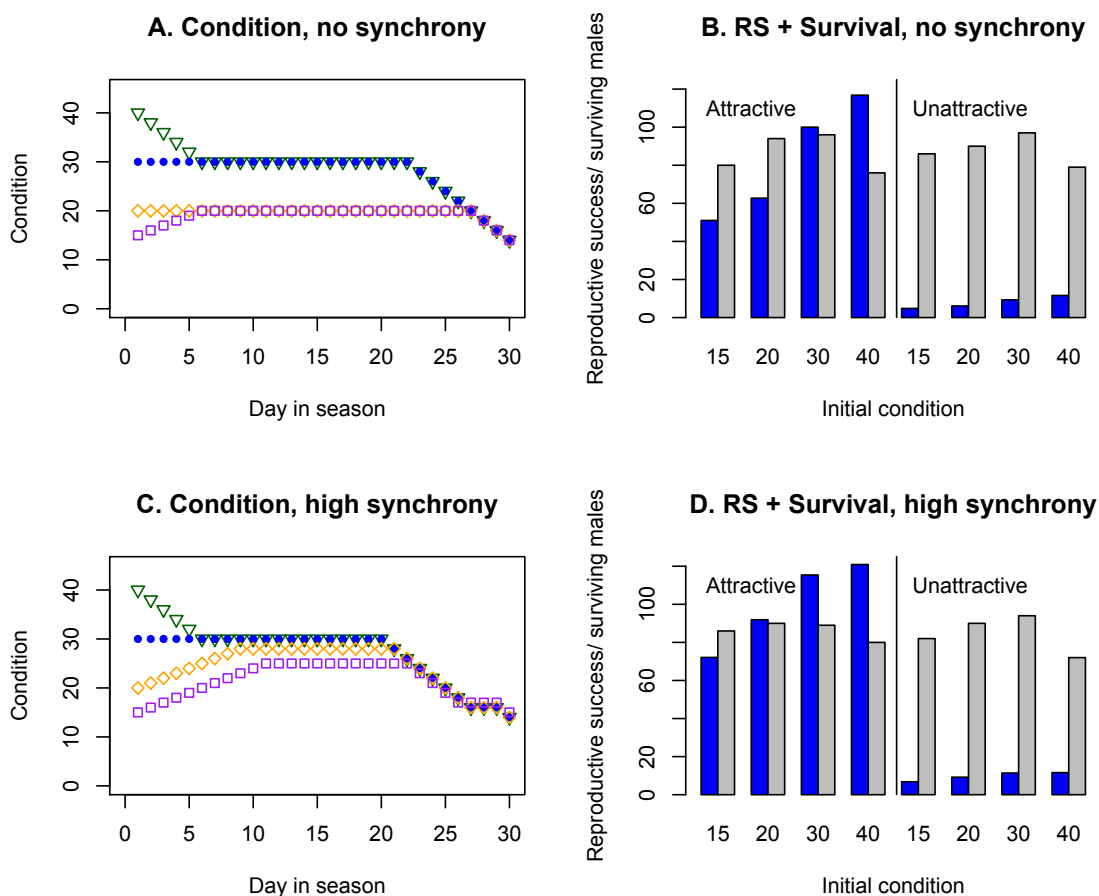 A. Condition, no synchrony
Condition
0
10
20
30
40
0 5 10 15 20 25 30
Day in season
B. RS + Survival, no synchrony
Reproductive success/ surviving males
0
20
60
100
Attractive
Unattractive
15 20 30 40 15 20 30 40
Initial condition
C. Condition, high synchrony
Condition
0
10
20
30
40
0 5 10 15 20 25 30
Day in season
D. RS + Survival, high synchrony
Reproductive success/ surviving males
0
20
60
100
Attractive
Unattractive
15 20 30 40 15 20 30 40
Initial condition